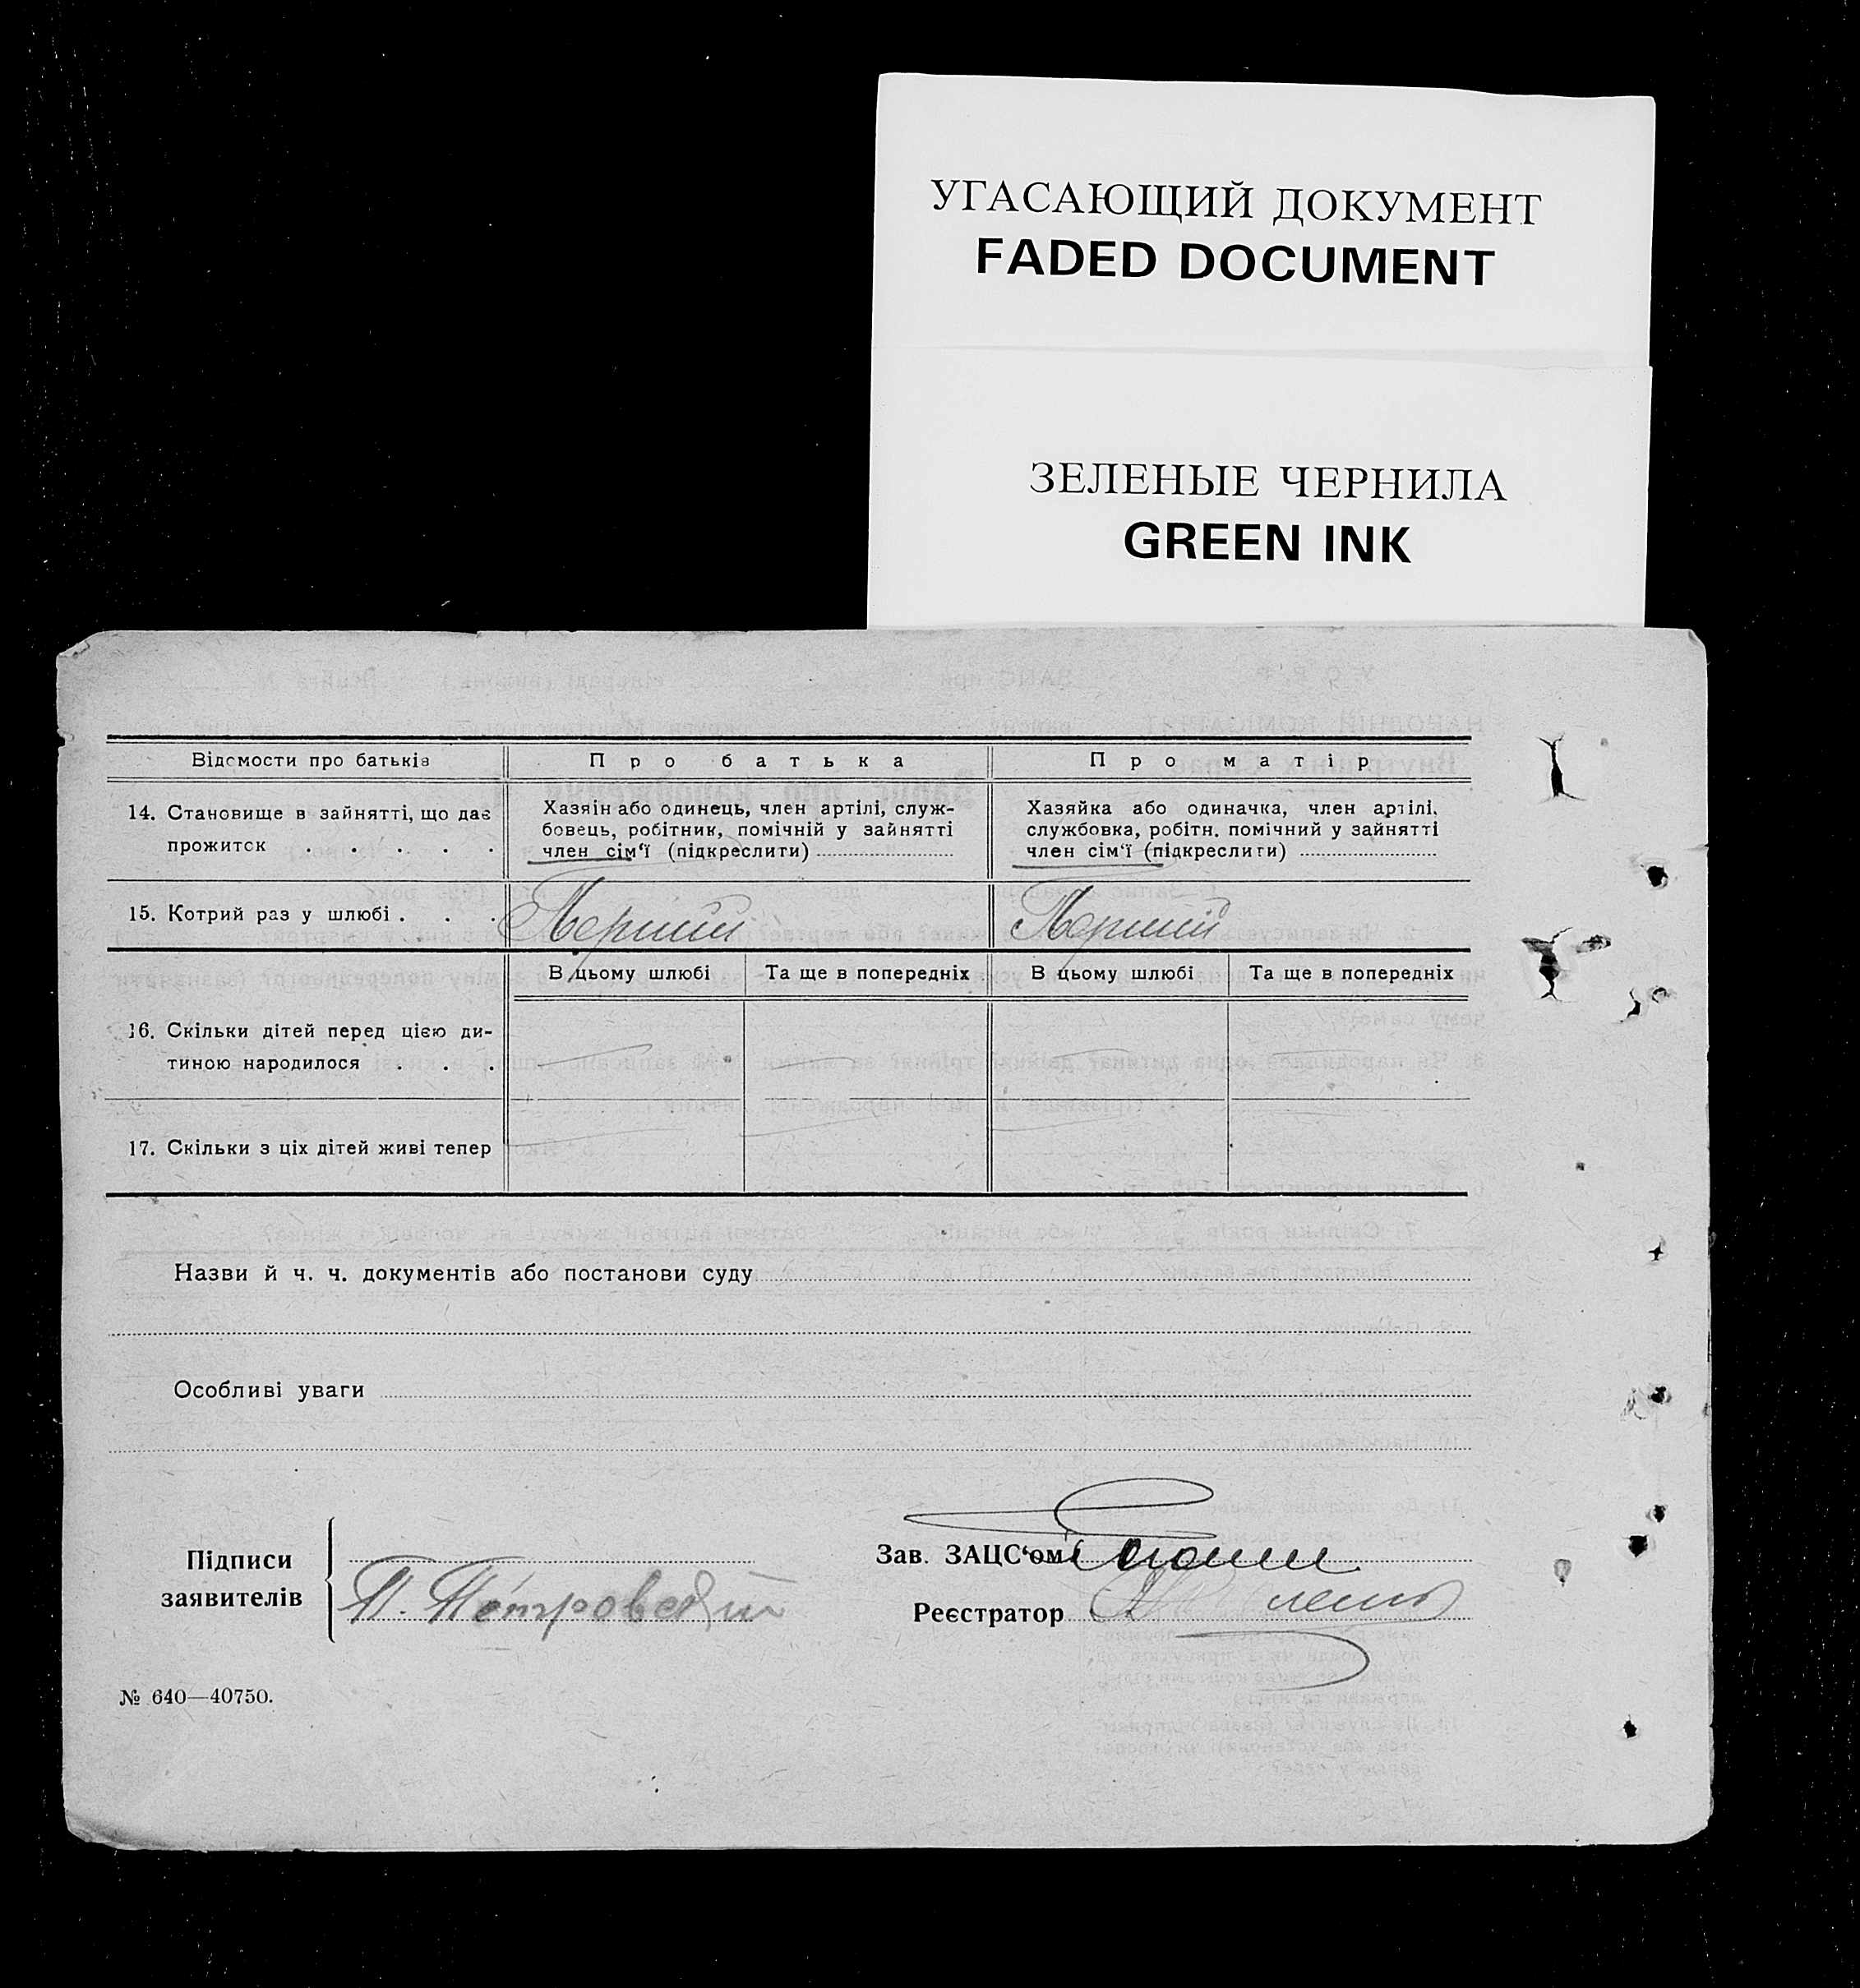 УГАСАЮЩИЙ ДОКУМЕНТ
FADED DOCUMENT
ЗЕЛЕНЫЕ ЧЕРНИЛА
GREEN INK
Відомости про батьків
Про батька
Про матір
14. Становище в зайнятті, що дає
прожиток . . . . .
Хазяін або одинець, член артілі, служ-
бовець, робітник, помічній у зайнятті
член сім‘ї (підкреслити)
Хазяйка або одиначка, член артілі,
службовка, робітн. помічний у зайнятті
член сім‘ї (підкреслити)
15. Котрий раз у шлюбі . . .
Перший
Перший
В цьому шлюбі
Та ще в попередніх
В цьому шлюбі
Та ще в попередніх
16. Скільки дітей перед цією ди-
тиною народилося . . .
17. Скільки з ціх дітей живі тепер
Назви й ч. ч. документів або постанови суду
Особливі уваги
Підписи
заявителів
П. Петровский
Зав. ЗАЦС‘ом
Реєстратор
№ 640—40750.